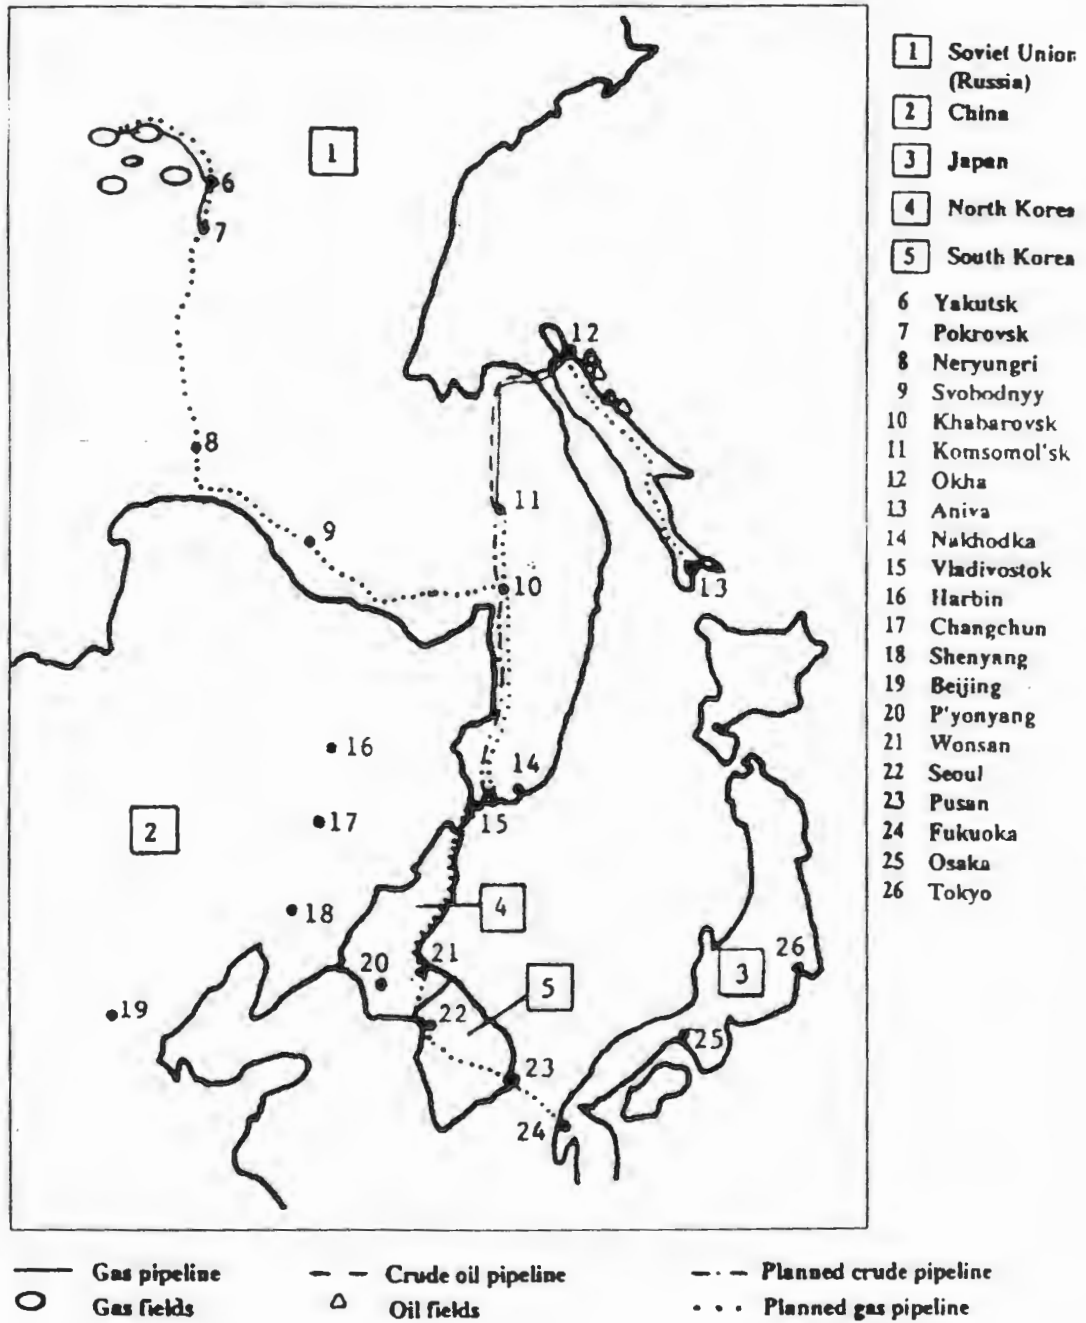 1 Soviet Union
(Russia)
2 China
3 Japan
4 North Korea
5 South Korea
6 Yakutsk
7 Pokrovsk
8 Neryungri
9 Svobodnyy
10 Khabarovsk
11 Komsomol'sk
12 Okha
13 Aniva
14 Nakhodka
15 Vladivostok
16 Harbin
17 Changchun
18 Shenyang
19 Beijing
20 P'yonyang
21 Wonsan
22 Seoul
23 Pusan
24 Fukuoka
25 Osaka
26 Tokyo
1
6
7
12
8
11
9
10
13
16
14
15
17
2
4
18
21
26
20
5
3
19
22
25
23
24
Gas pipeline
Crude oil pipeline
Planned crude pipeline
Gas fields
Oil fields
Planned gas pipeline